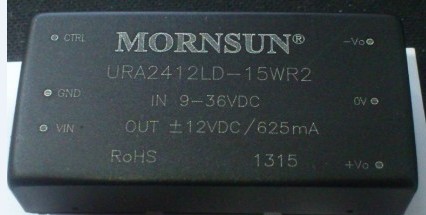 CTRL MORNSUN® -Vo
URA2412LD-15WR2
GND IN 9-36VDC 0V
VIN OUT ±12VDC/625mA
RoHS 1315 +Vo